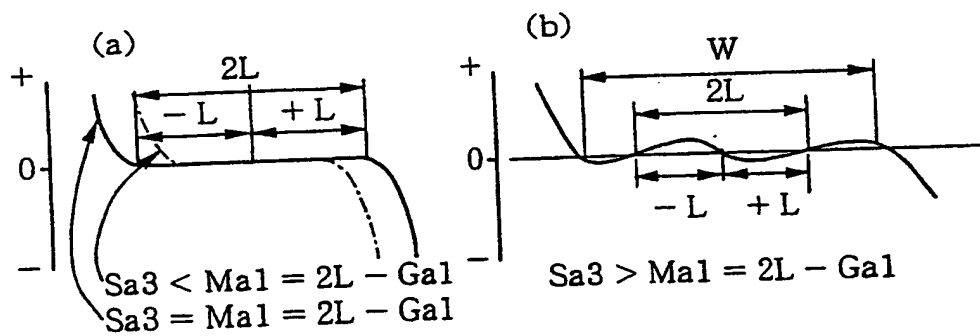 (a)
2L
- L
+ L
+
0
-
Sa3 < Ma1 = 2L - Ga1
Sa3 = Ma1 = 2L - Ga1
(b)
W
2L
+
0
- L
+ L
-
Sa3 > Ma1 = 2L - Ga1